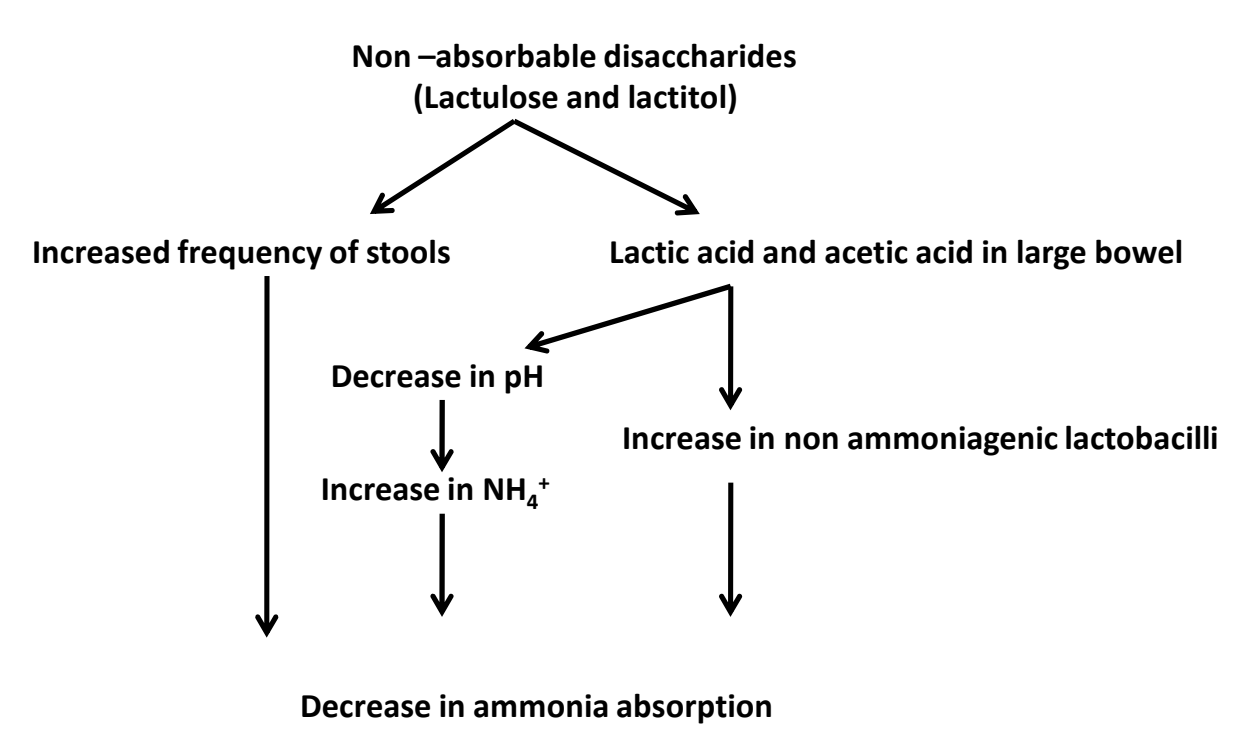 Non –absorbable disaccharides
(Lactulose and lactitol)
Increased frequency of stools
Lactic acid and acetic acid in large bowel
Decrease in pH
Increase in non ammoniagenic lactobacilli
Increase in NH₄⁺
Decrease in ammonia absorption